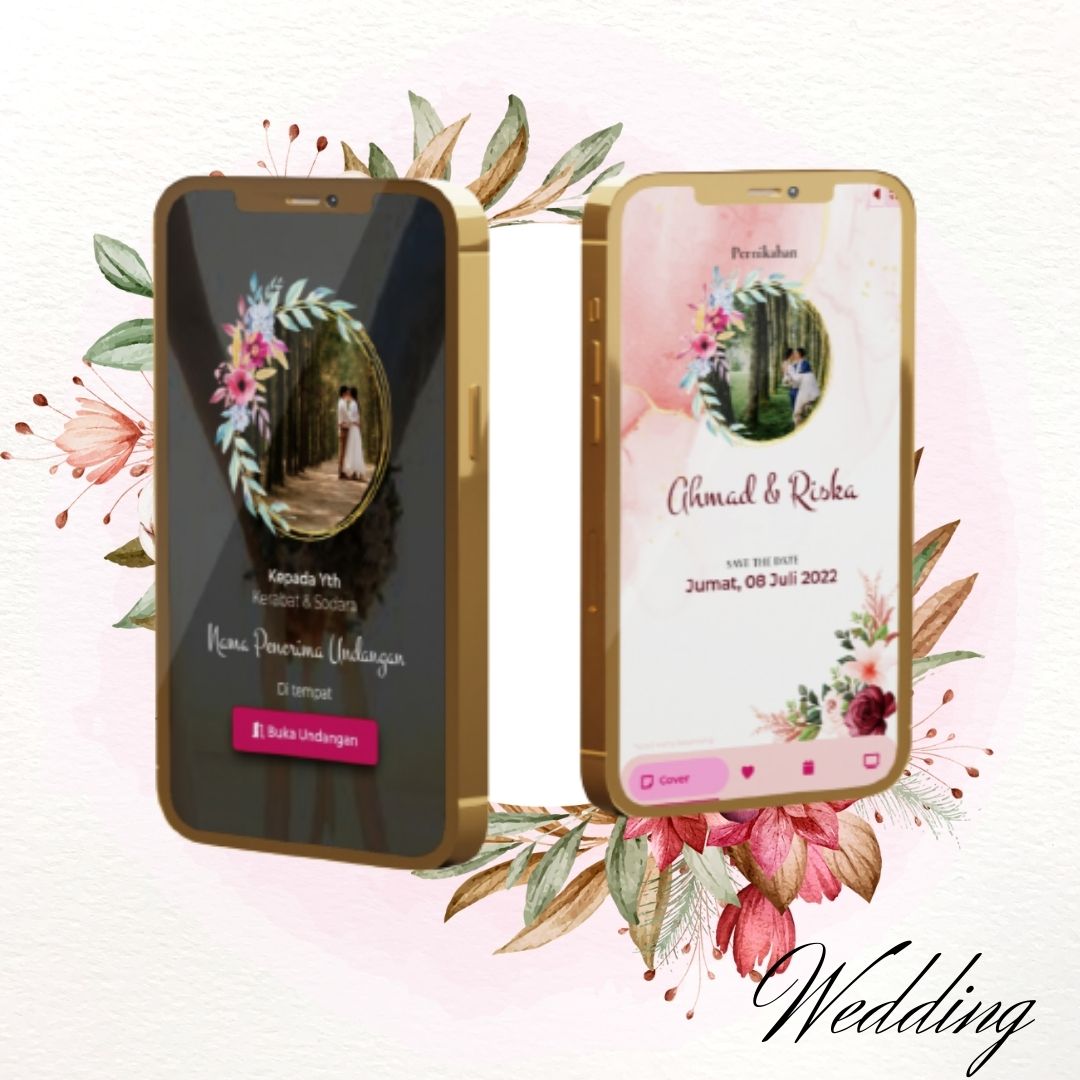 Kepada Yth
Kerabat & Sodara
Nama Penerima Undangan
Di tempat
Buka Undangan
Pernikahan
Ahmad & Riska
SAVE THE DATE
Jumat, 08 Juli 2022
Cover
Wedding